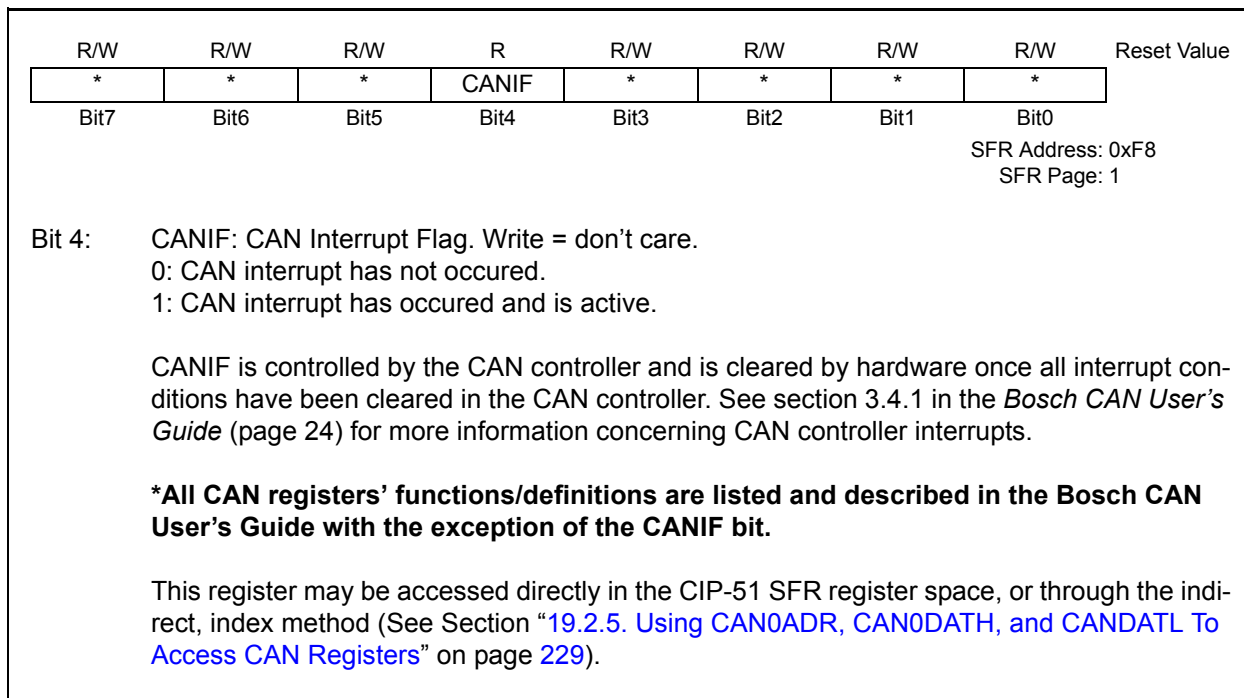 R/W R/W R/W R R/W R/W R/W R/W Reset Value
* * * CANIF * * * *
Bit7 Bit6 Bit5 Bit4 Bit3 Bit2 Bit1 Bit0
SFR Address: 0xF8
SFR Page: 1
Bit 4: CANIF: CAN Interrupt Flag. Write = don’t care.
0: CAN interrupt has not occured.
1: CAN interrupt has occured and is active.
CANIF is controlled by the CAN controller and is cleared by hardware once all interrupt con-
ditions have been cleared in the CAN controller. See section 3.4.1 in the Bosch CAN User’s
Guide (page 24) for more information concerning CAN controller interrupts.
*All CAN registers’ functions/definitions are listed and described in the Bosch CAN
User’s Guide with the exception of the CANIF bit.
This register may be accessed directly in the CIP-51 SFR register space, or through the indi-
rect, index method (See Section “19.2.5. Using CAN0ADR, CAN0DATH, and CANDATL To
Access CAN Registers” on page 229).